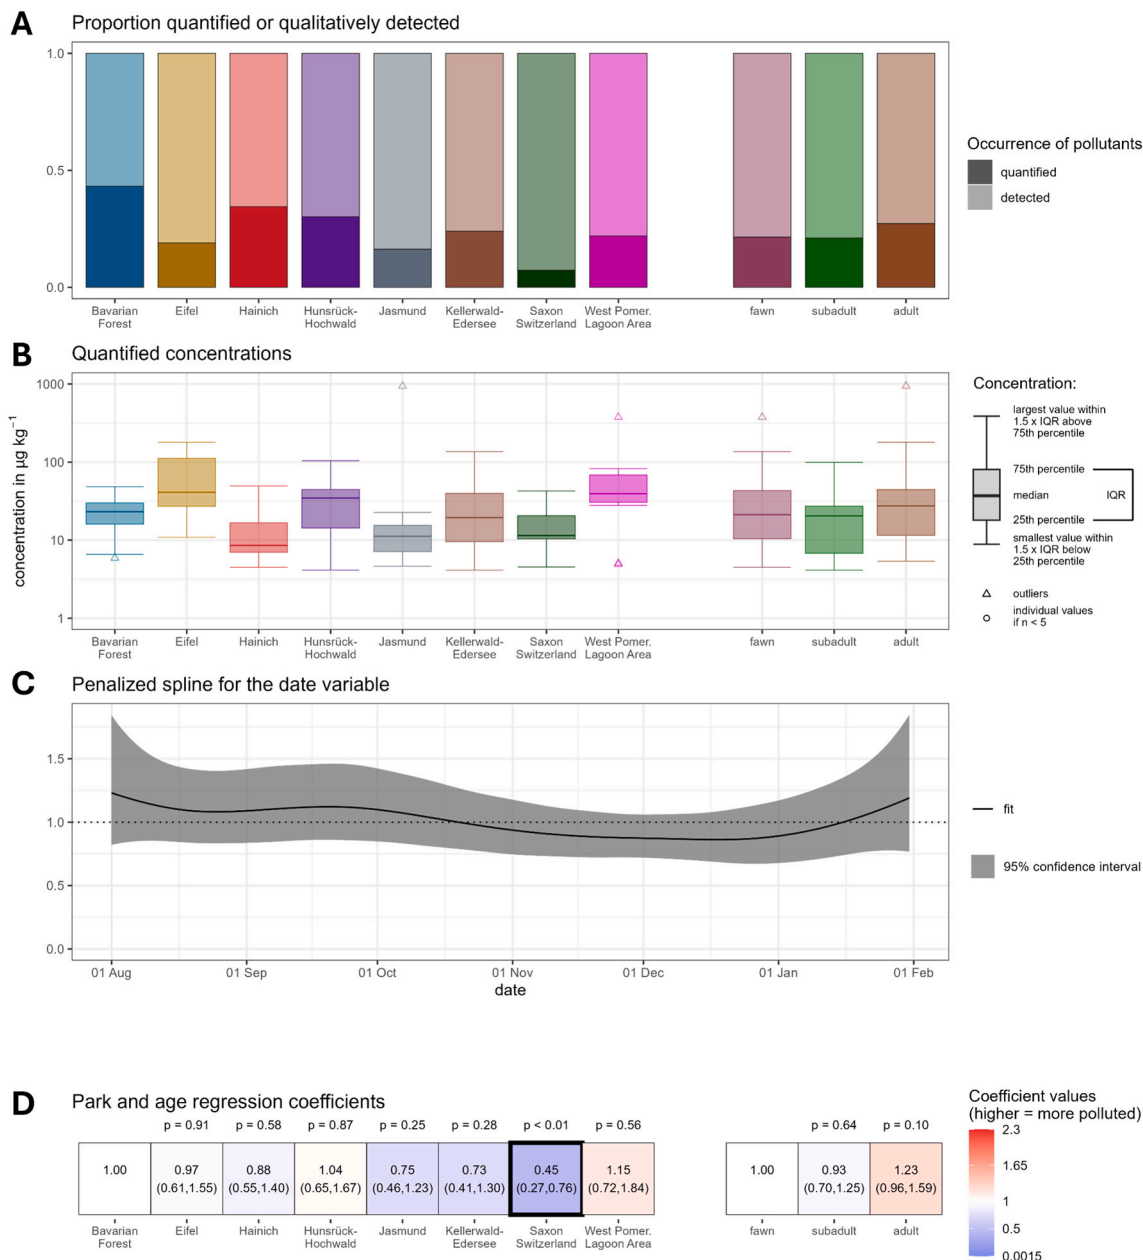 A
Proportion quantified or qualitatively detected
1.0
0.5
0.0
Bavarian
Forest
Eifel
Hainich
Hunsrück-
Hochwald
Jasmund
Kellerwald-
Edersee
Saxon
Switzerland
West Pomer.
Lagoon Area
fawn
subadult
adult
Occurrence of pollutants
quantified
detected
B
Quantified concentrations
concentration in µg kg⁻¹
1000
100
10
1
Bavarian
Forest
Eifel
Hainich
Hunsrück-
Hochwald
Jasmund
Kellerwald-
Edersee
Saxon
Switzerland
West Pomer.
Lagoon Area
fawn
subadult
adult
Concentration:
largest value within
1.5 x IQR above
75th percentile
75th percentile
median
IQR
25th percentile
smallest value within
1.5 x IQR below
25th percentile
outliers
individual values
if n < 5
C
Penalized spline for the date variable
1.5
1.0
0.5
0.0
01 Aug
01 Sep
01 Oct
01 Nov
01 Dec
01 Jan
01 Feb
date
fit
95% confidence interval
D
Park and age regression coefficients
p = 0.91
p = 0.58
p = 0.87
p = 0.25
p = 0.28
p < 0.01
p = 0.56
p = 0.64
p = 0.10
1.00
0.97
(0.61,1.55)
0.88
(0.55,1.40)
1.04
(0.65,1.67)
0.75
(0.46,1.23)
0.73
(0.41,1.30)
0.45
(0.27,0.76)
1.15
(0.72,1.84)
1.00
0.93
(0.70,1.25)
1.23
(0.96,1.59)
Bavarian
Forest
Eifel
Hainich
Hunsrück-
Hochwald
Jasmund
Kellerwald-
Edersee
Saxon
Switzerland
West Pomer.
Lagoon Area
fawn
subadult
adult
Coefficient values
(higher = more polluted)
2.3
1.65
1
0.5
0.0015